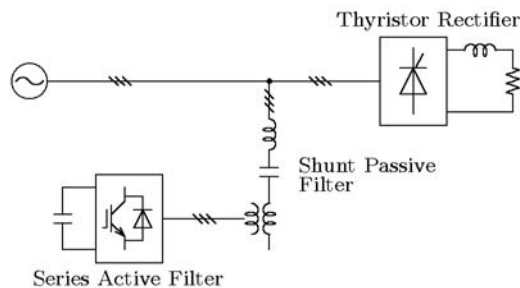 Thyristor Rectifier
Shunt Passive
Filter
Series Active Filter